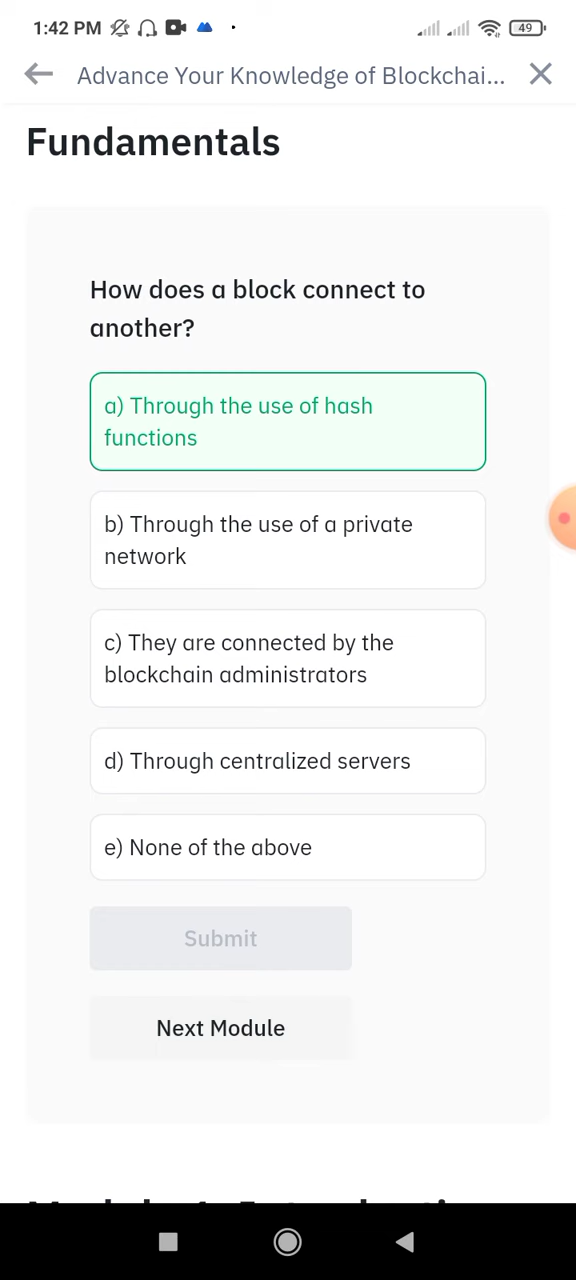 1:42 PM
49
Advance Your Knowledge of Blockchai...
Fundamentals
How does a block connect to
another?
a) Through the use of hash
functions
b) Through the use of a private
network
c) They are connected by the
blockchain administrators
d) Through centralized servers
e) None of the above
Submit
Next Module